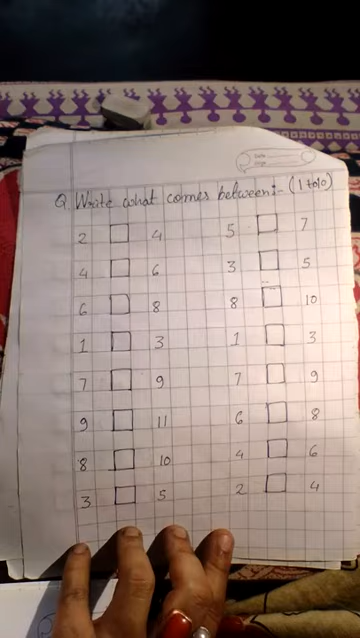 Q. Write what comes between:- (1 to 10)
2 □ 4 5 □ 7
4 □ 6 3 □ 5
6 □ 8 8 □ 10
1 □ 3 1 □ 3
7 □ 9 7 □ 9
9 □ 11 6 □ 8
8 □ 10 4 □ 6
3 □ 5 2 □ 4